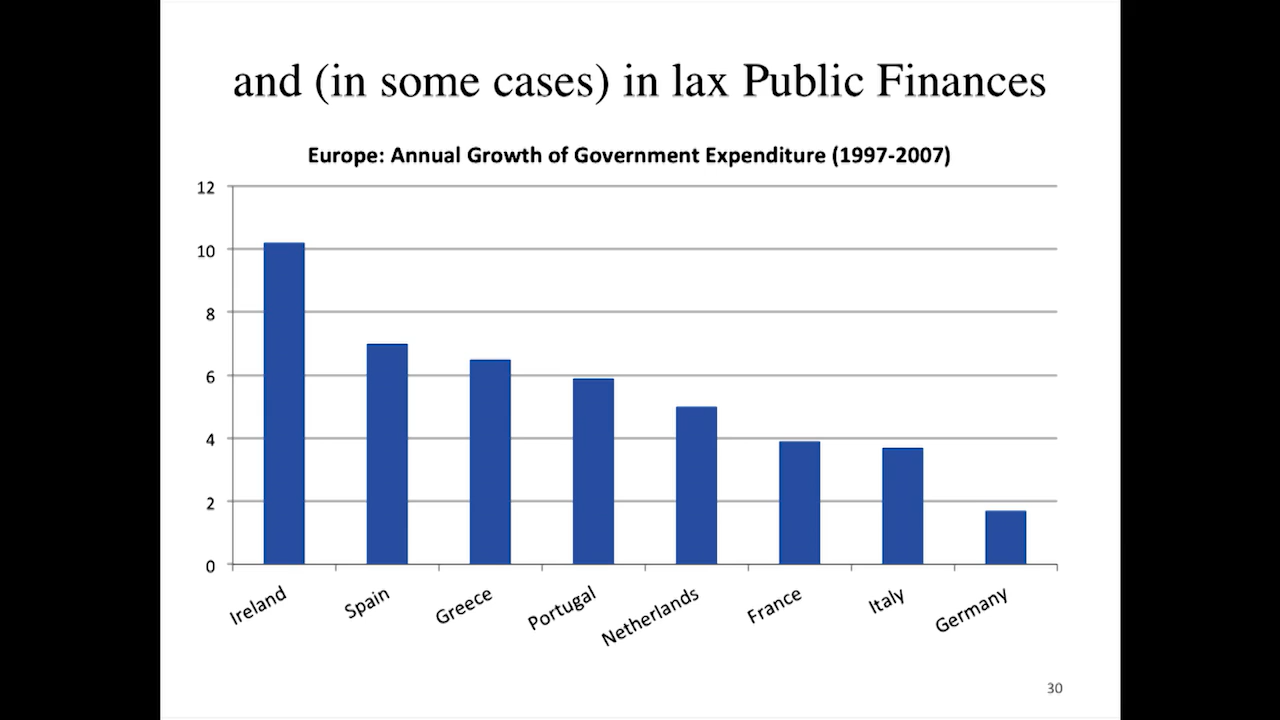 and (in some cases) in lax Public Finances
Europe: Annual Growth of Government Expenditure (1997-2007)
12
10
8
6
4
2
0
Ireland
Spain
Greece
Portugal
Netherlands
France
Italy
Germany
30